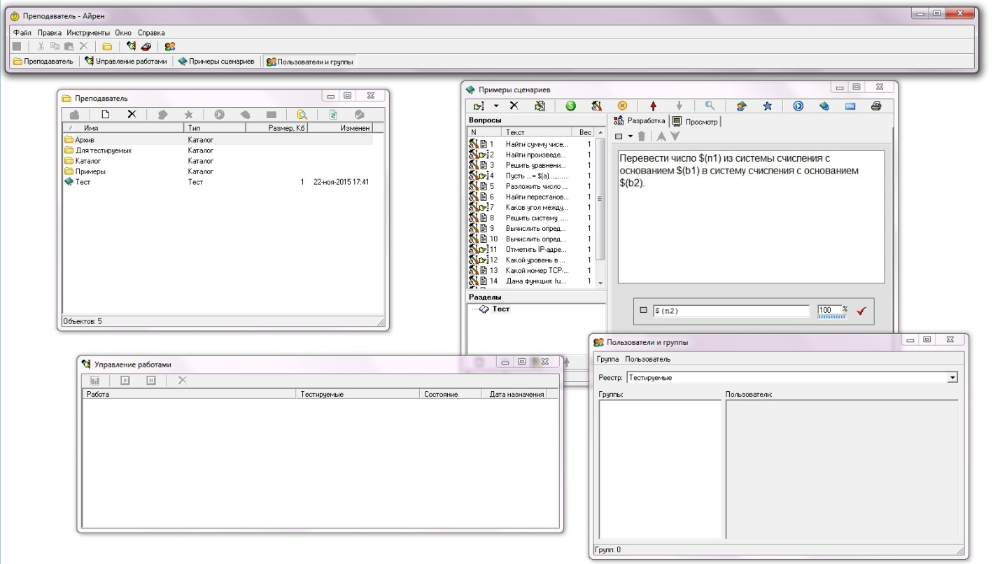 Преподаватель - Айрен
Файл Правка Инструменты Окно Справка
Преподаватель Управление работами Примеры сценариев Пользователи и группы
Преподаватель
/ Имя Тип Размер, Кб Изменен
Архив Каталог
Для тестируемых Каталог
Каталог Каталог
Примеры Каталог
Тест Тест 1 22-ноя-2015 17:41
Объектов: 5
Примеры сценариев
Вопросы
N Текст Вес
1 Найти сумму чисе... 1
2 Найти произведе... 1
3 Решить уравнени... 1
4 Пусть ...= $(a)...,...... 1
5 Разложить число ... 1
6 Найти перестанов... 1
7 Каков угол между... 1
8 Решить систему ..... 1
9 Вычислить опред... 1
10 Вычислить опред... 1
11 Отметить IP-адре... 1
12 Какой уровень в ... 1
13 Какой номер TCP-... 1
14 Дана функция: fu... 1
Разделы
Тест
Разработка Просмотр
Перевести число $(n1) из системы счисления с
основанием $(b1) в систему счисления с основанием
$(b2).
$(n2) 100 %
Управление работами
Работа Тестируемые Состояние Дата назначения
Пользователи и группы
Группа Пользователь
Реестр: Тестируемые
Группы: Пользователи:
Групп: 0